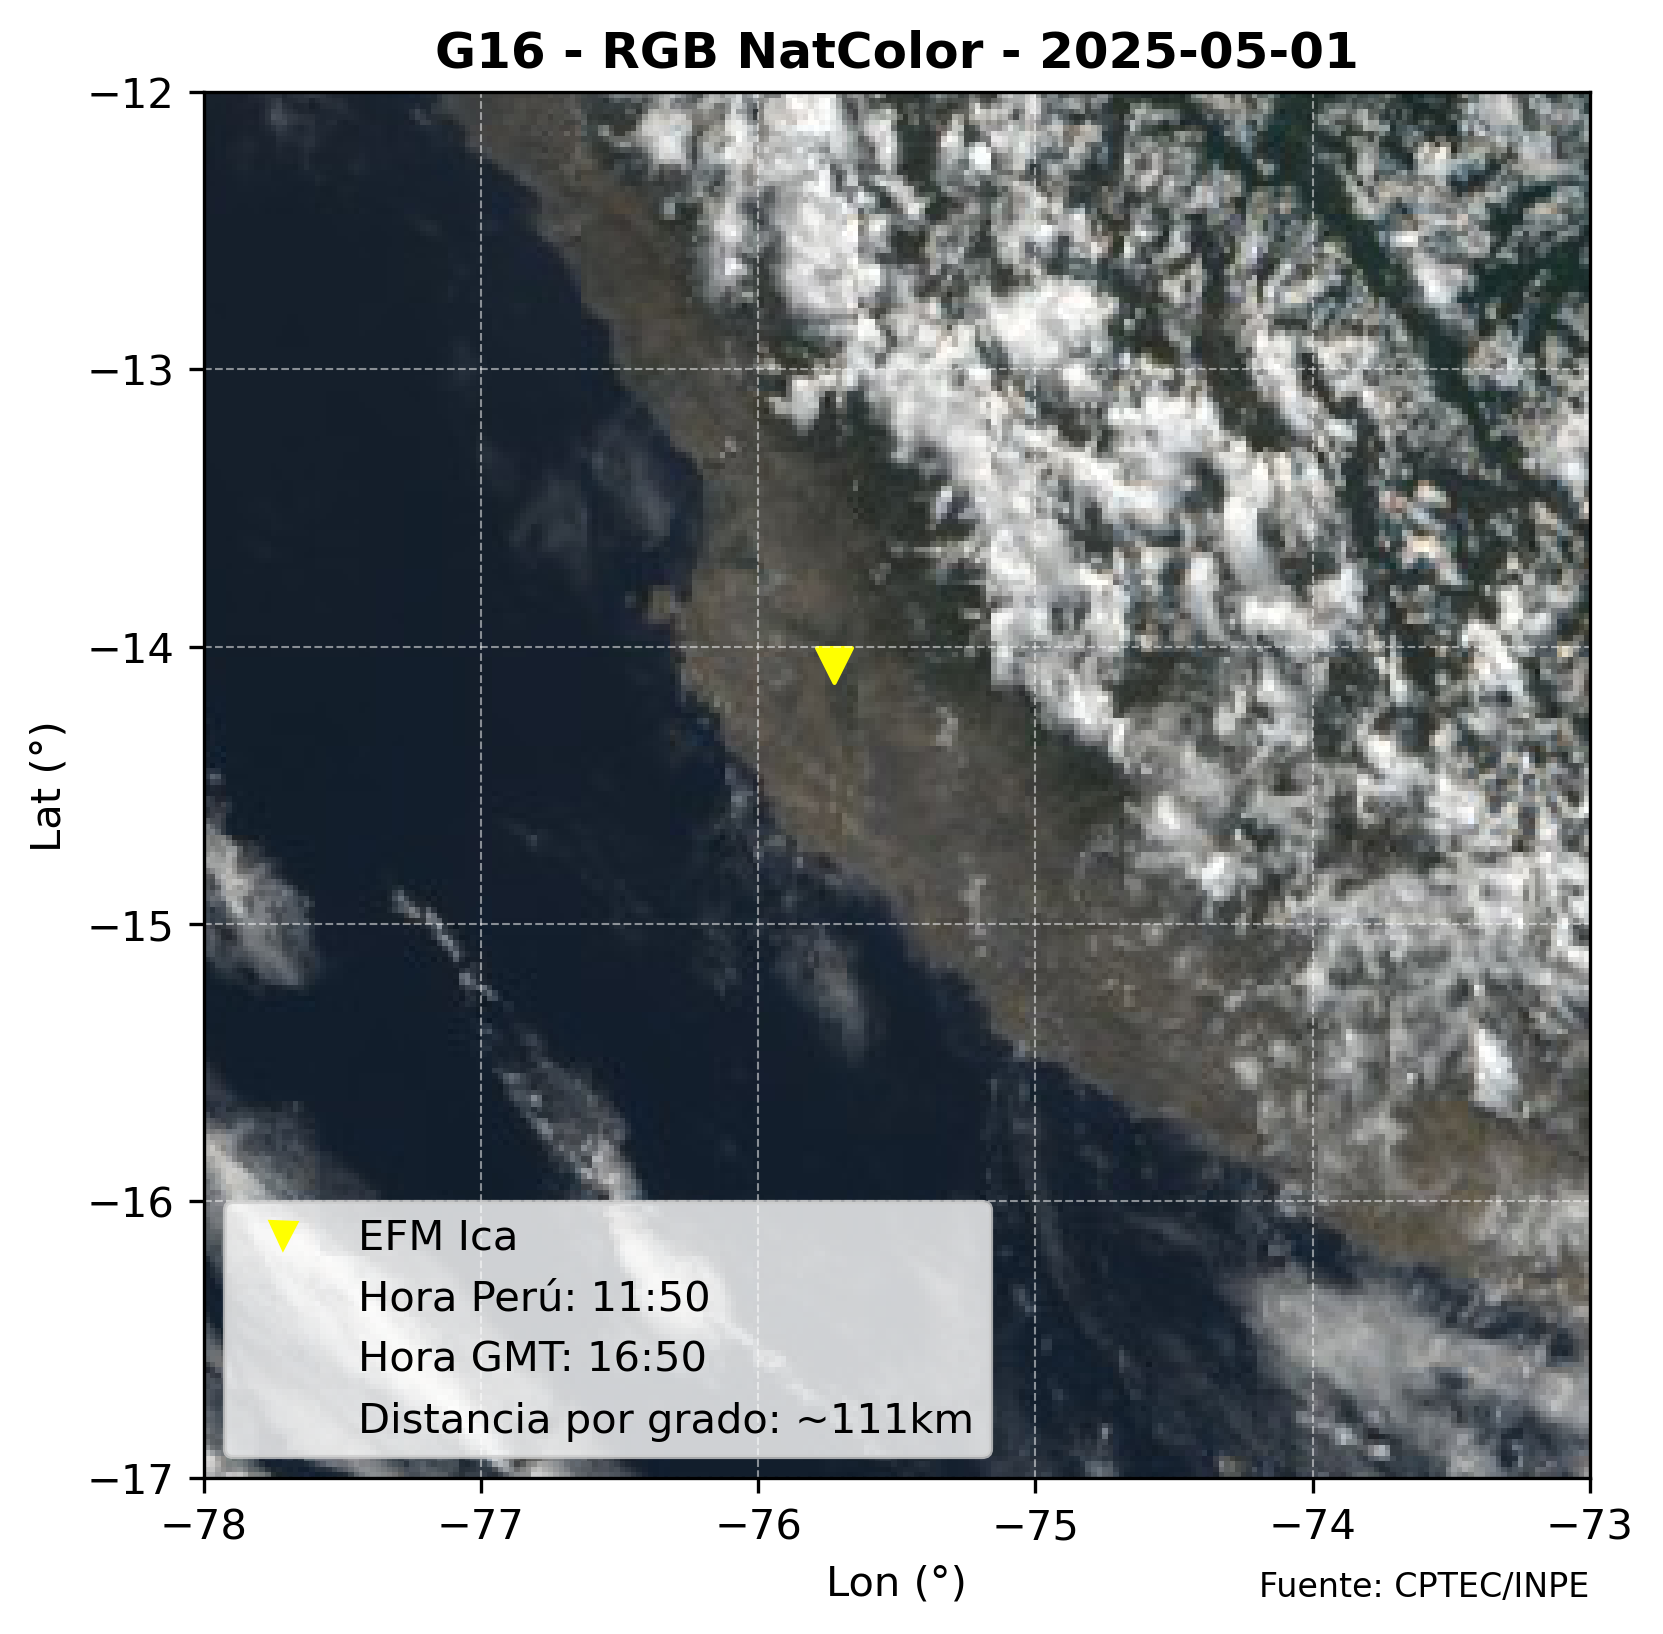 G16 - RGB NatColor - 2025-05-01
−12
−13
−14
−15
−16
−17
Lat (°)
EFM Ica
Hora Perú: 11:50
Hora GMT: 16:50
Distancia por grado: ~111km
−78 −77 −76 −75 −74 −73
Lon (°)
Fuente: CPTEC/INPE